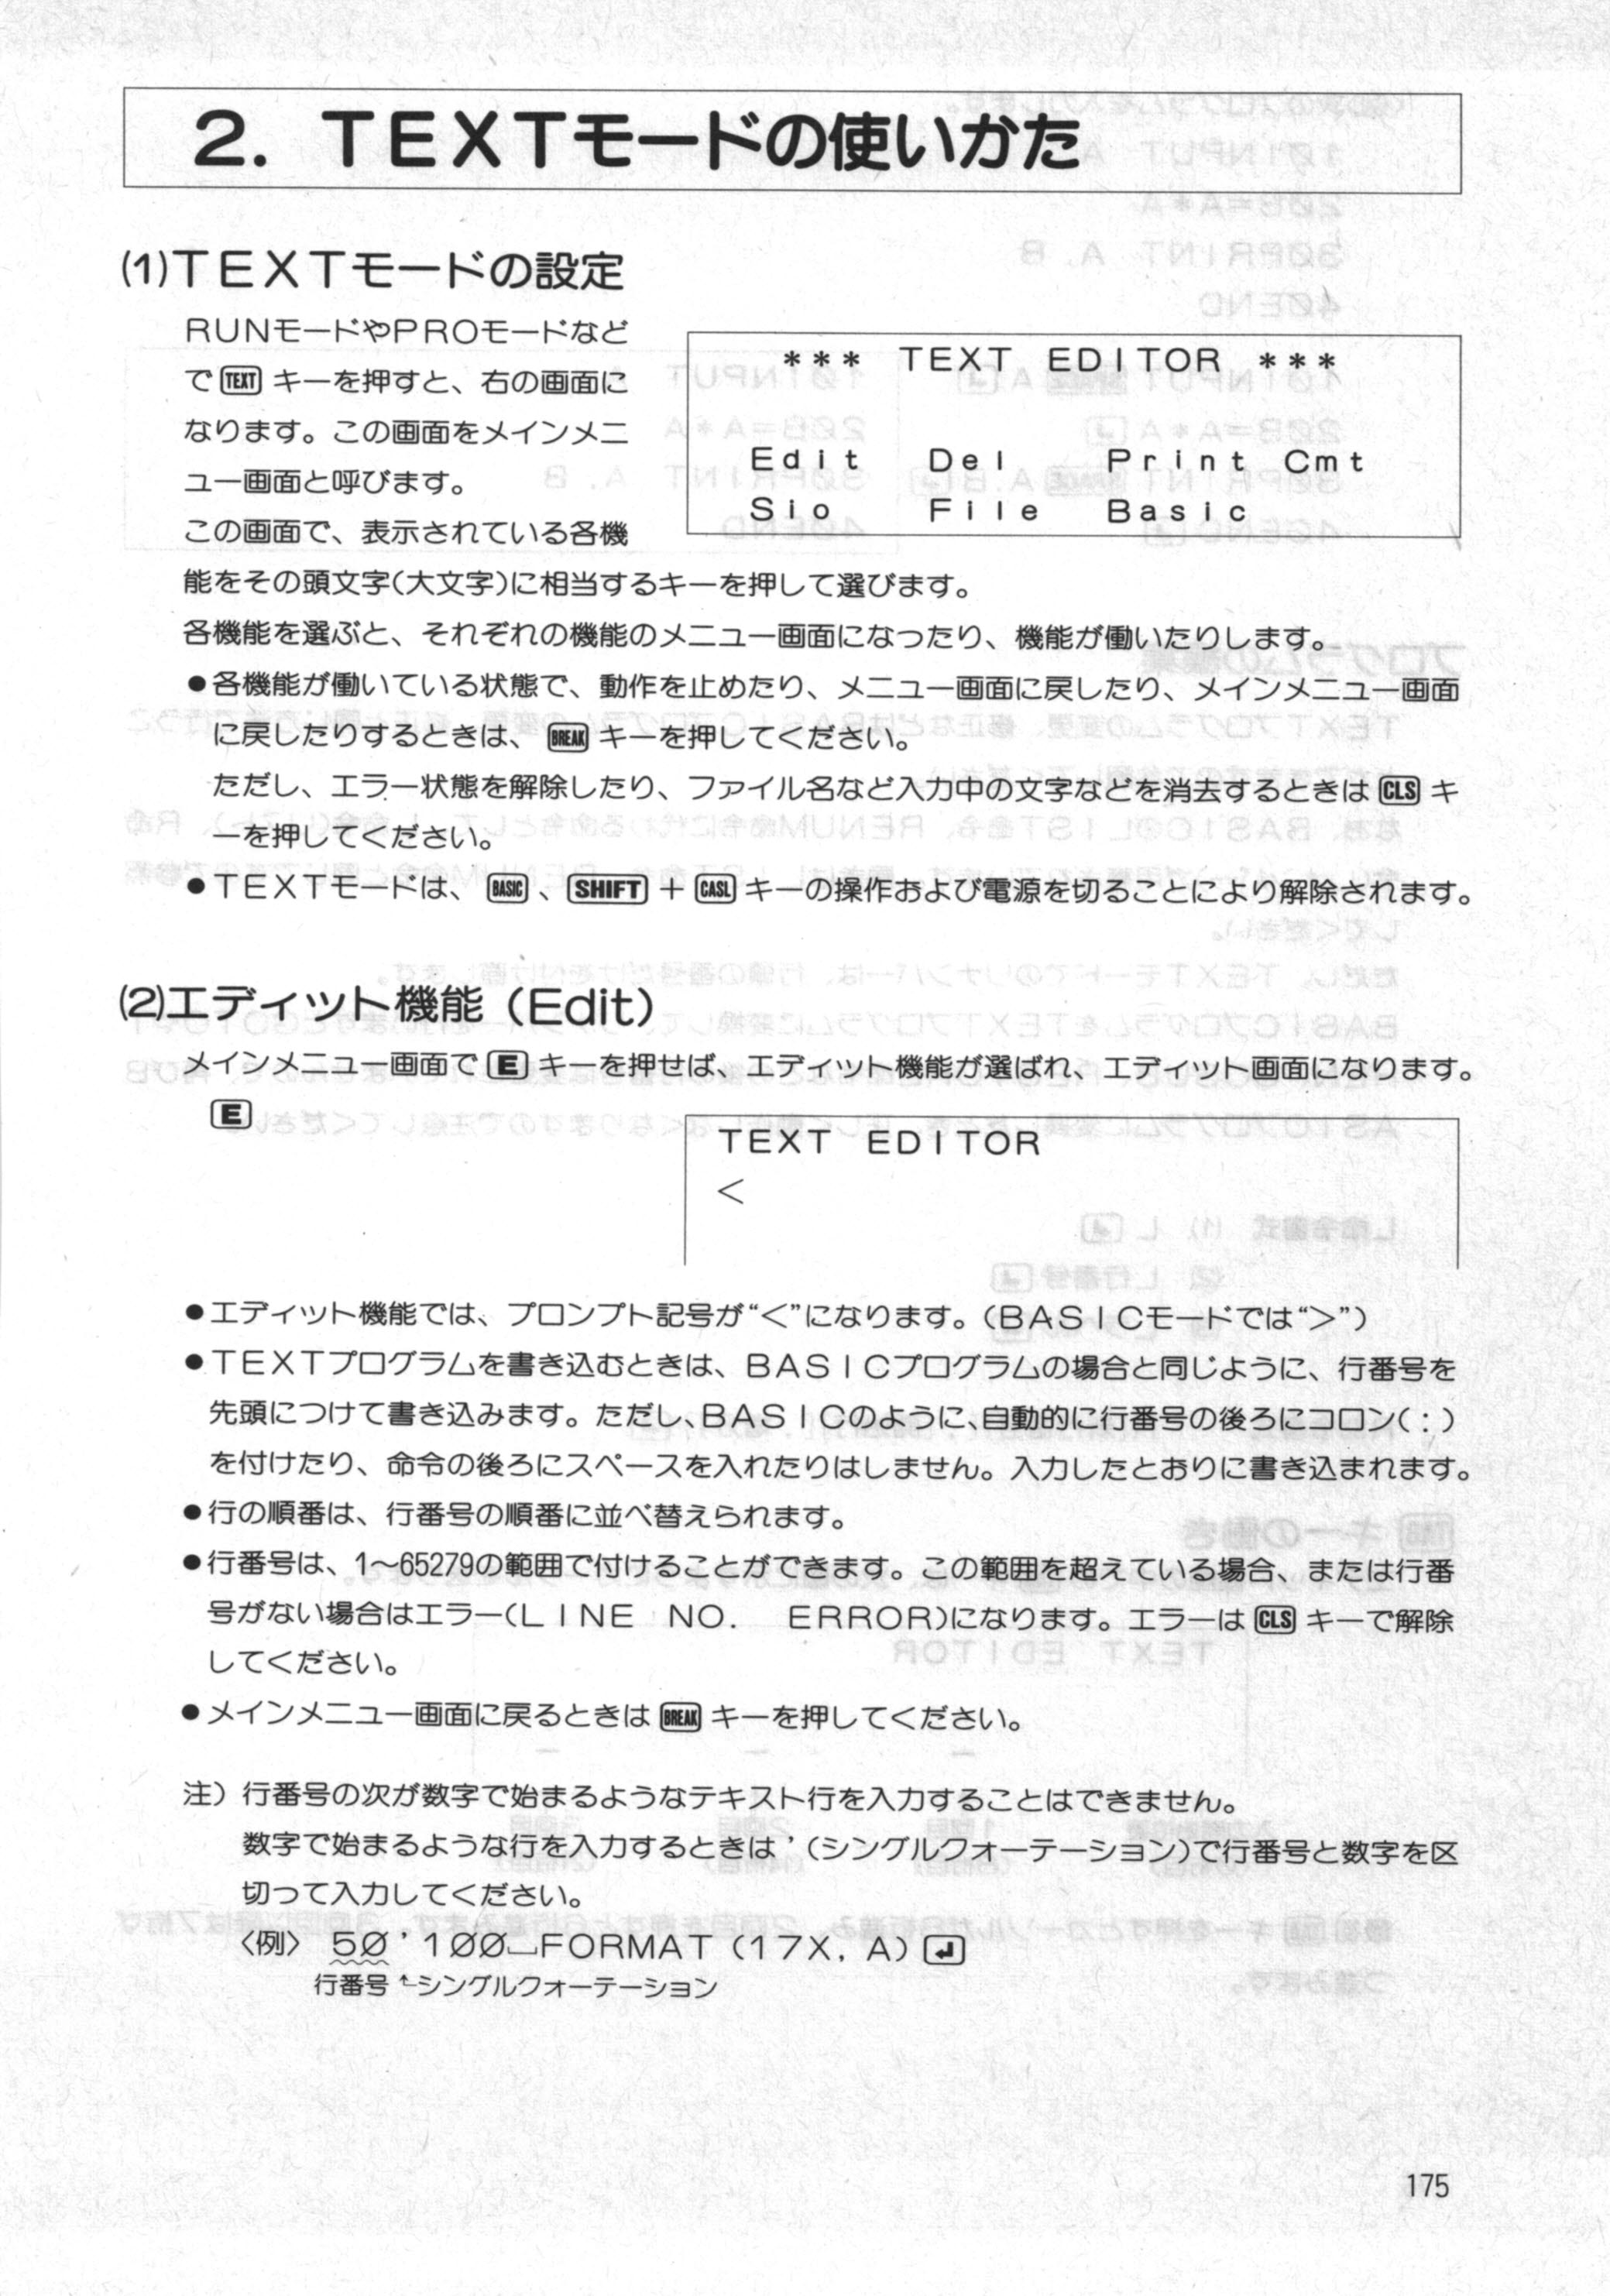 2. TEXTモードの使いかた
(1)TEXTモードの設定
RUNモードやPROモードなど
で TEXT キーを押すと、右の画面に
なります。この画面をメインメニ
ュー画面と呼びます。
この画面で、表示されている各機
*** TEXT EDITOR ***
Edit Del Print Cmt
Sio File Basic
能をその頭文字(大文字)に相当するキーを押して選びます。
各機能を選ぶと、それぞれの機能のメニュー画面になったり、機能が働いたりします。
●各機能が働いている状態で、動作を止めたり、メニュー画面に戻したり、メインメニュー画面
に戻したりするときは、 BREAK キーを押してください。
ただし、エラー状態を解除したり、ファイル名など入力中の文字などを消去するときは CLS キ
ーを押してください。
●TEXTモードは、 BASIC 、 SHIFT + CASL キーの操作および電源を切ることにより解除されます。
(2)エディット機能（Edit）
メインメニュー画面で E キーを押せば、エディット機能が選ばれ、エディット画面になります。
E
TEXT EDITOR
<
●エディット機能では、プロンプト記号が“<”になります。(BASICモードでは“>”)
●TEXTプログラムを書き込むときは、BASICプログラムの場合と同じように、行番号を
先頭につけて書き込みます。ただし、BASICのように、自動的に行番号の後ろにコロン(:)
を付けたり、命令の後ろにスペースを入れたりはしません。入力したとおりに書き込まれます。
●行の順番は、行番号の順番に並べ替えられます。
●行番号は、1～65279の範囲で付けることができます。この範囲を超えている場合、または行番
号がない場合はエラー(LINE NO. ERROR)になります。エラーは CLS キーで解除
してください。
●メインメニュー画面に戻るときは BREAK キーを押してください。
注）行番号の次が数字で始まるようなテキスト行を入力することはできません。
数字で始まるような行を入力するときは ’(シングルクォーテーション)で行番号と数字を区
切って入力してください。
〈例〉 50’100␣FORMAT (17X, A) ↵
行番号 シングルクォーテーション
175